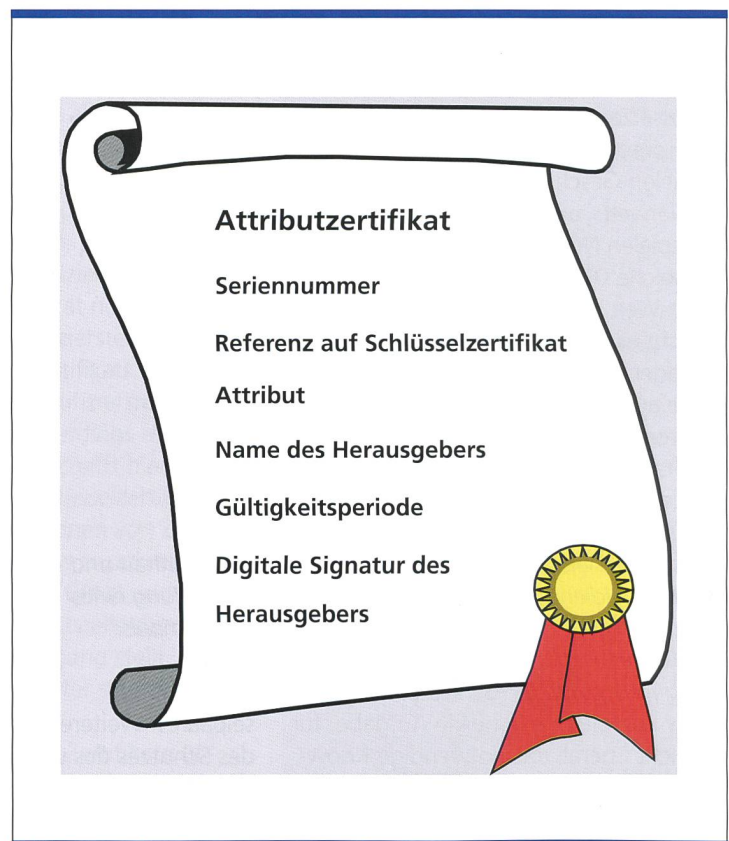 Attributzertifikat
Seriennummer
Referenz auf Schlüsselzertifikat
Attribut
Name des Herausgebers
Gültigkeitsperiode
Digitale Signatur des
Herausgebers